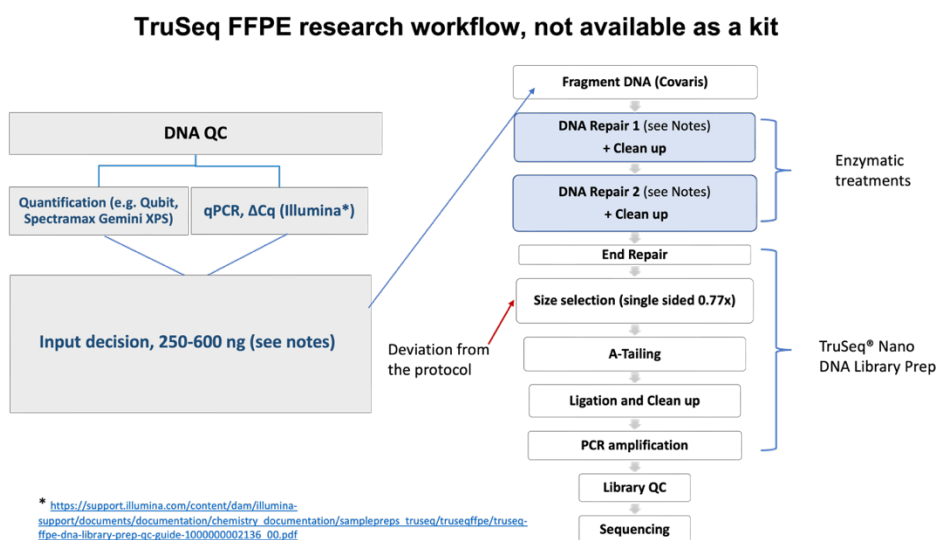 TruSeq FFPE research workflow, not available as a kit
DNA QC
Quantification (e.g. Qubit,
Spectramax Gemini XPS)
qPCR, ΔCq (Illumina*)
Input decision, 250-600 ng (see notes)
Fragment DNA (Covaris)
DNA Repair 1 (see Notes)
+ Clean up
DNA Repair 2 (see Notes)
+ Clean up
Enzymatic
treatments
End Repair
Size selection (single sided 0.77x)
Deviation from
the protocol
A-Tailing
Ligation and Clean up
PCR amplification
TruSeq® Nano
DNA Library Prep
Library QC
Sequencing
* https://support.illumina.com/content/dam/illumina-
support/documents/documentation/chemistry_documentation/samplepreps_truseq/truseqffpe/truseq-
ffpe-dna-library-prep-qc-guide-1000000002136_00.pdf